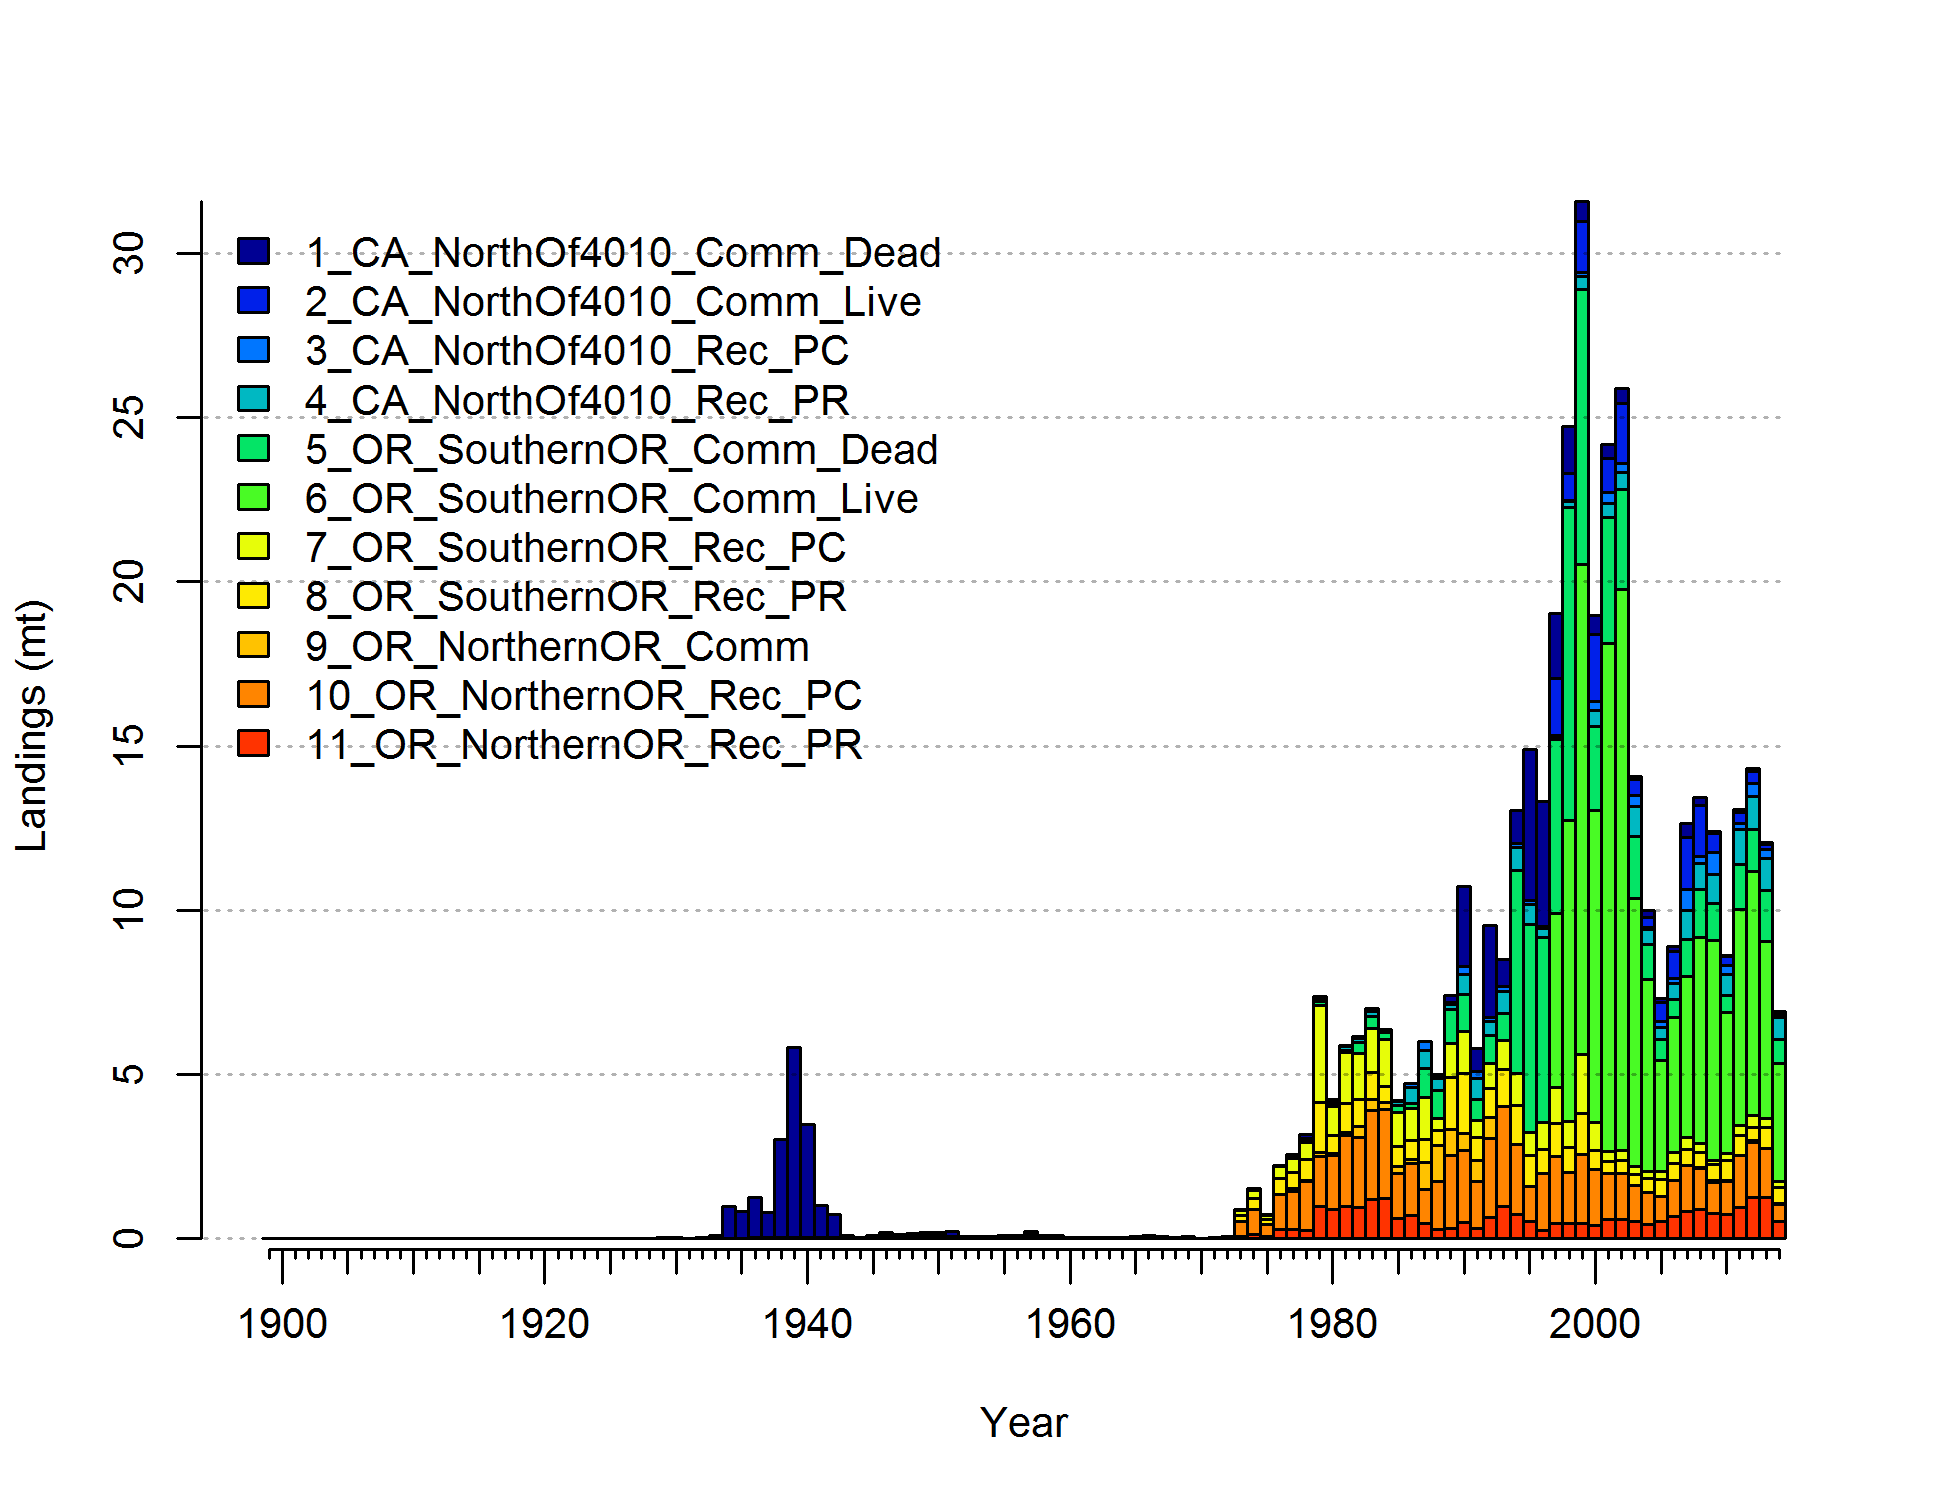 1_CA_NorthOf4010_Comm_Dead
2_CA_NorthOf4010_Comm_Live
3_CA_NorthOf4010_Rec_PC
4_CA_NorthOf4010_Rec_PR
5_OR_SouthernOR_Comm_Dead
6_OR_SouthernOR_Comm_Live
7_OR_SouthernOR_Rec_PC
8_OR_SouthernOR_Rec_PR
9_OR_NorthernOR_Comm
10_OR_NorthernOR_Rec_PC
11_OR_NorthernOR_Rec_PR
Landings (mt)
30
25
20
15
10
5
0
1900 1920 1940 1960 1980 2000
Year